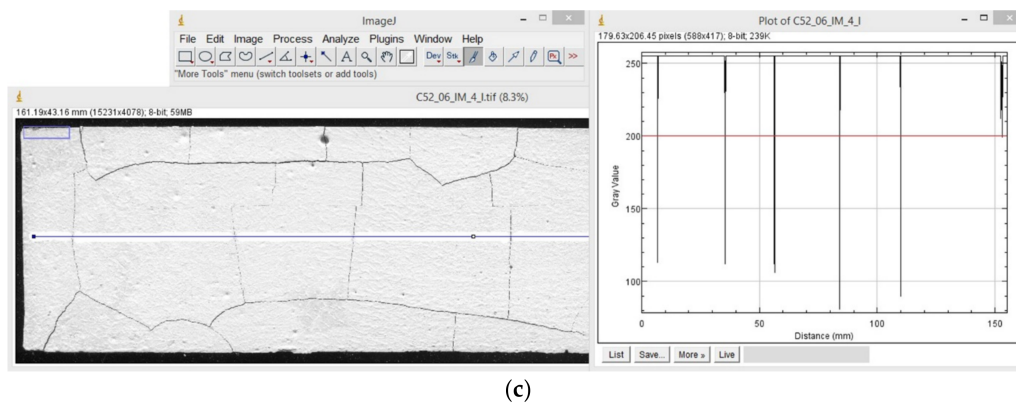 ImageJ
File Edit Image Process Analyze Plugins Window Help
Dev Stk
"More Tools" menu (switch toolsets or add tools)
C52_06_IM_4_I.tif (8.3%)
161.19x43.16 mm (15231x4078); 8-bit; 59MB
Plot of C52_06_IM_4_I
179.63x206.45 pixels (588x417); 8-bit; 239K
250
200
150
100
Gray Value
0 50 100 150
Distance (mm)
List Save... More » Live
(c)